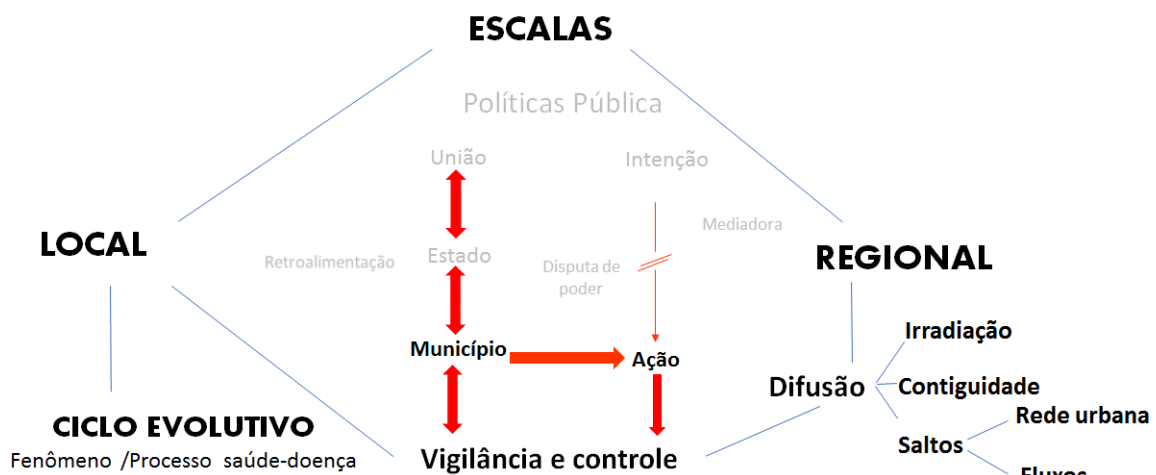 ESCALAS
Políticas Pública
União
Intenção
Mediadora
LOCAL
REGIONAL
Retroalimentação
Estado
Disputa de
poder
Irradiação
Município
Ação
Difusão
Contiguidade
Rede urbana
CICLO EVOLUTIVO
Saltos
Fenômeno /Processo saúde-doença
Vigilância e controle
Fluxos